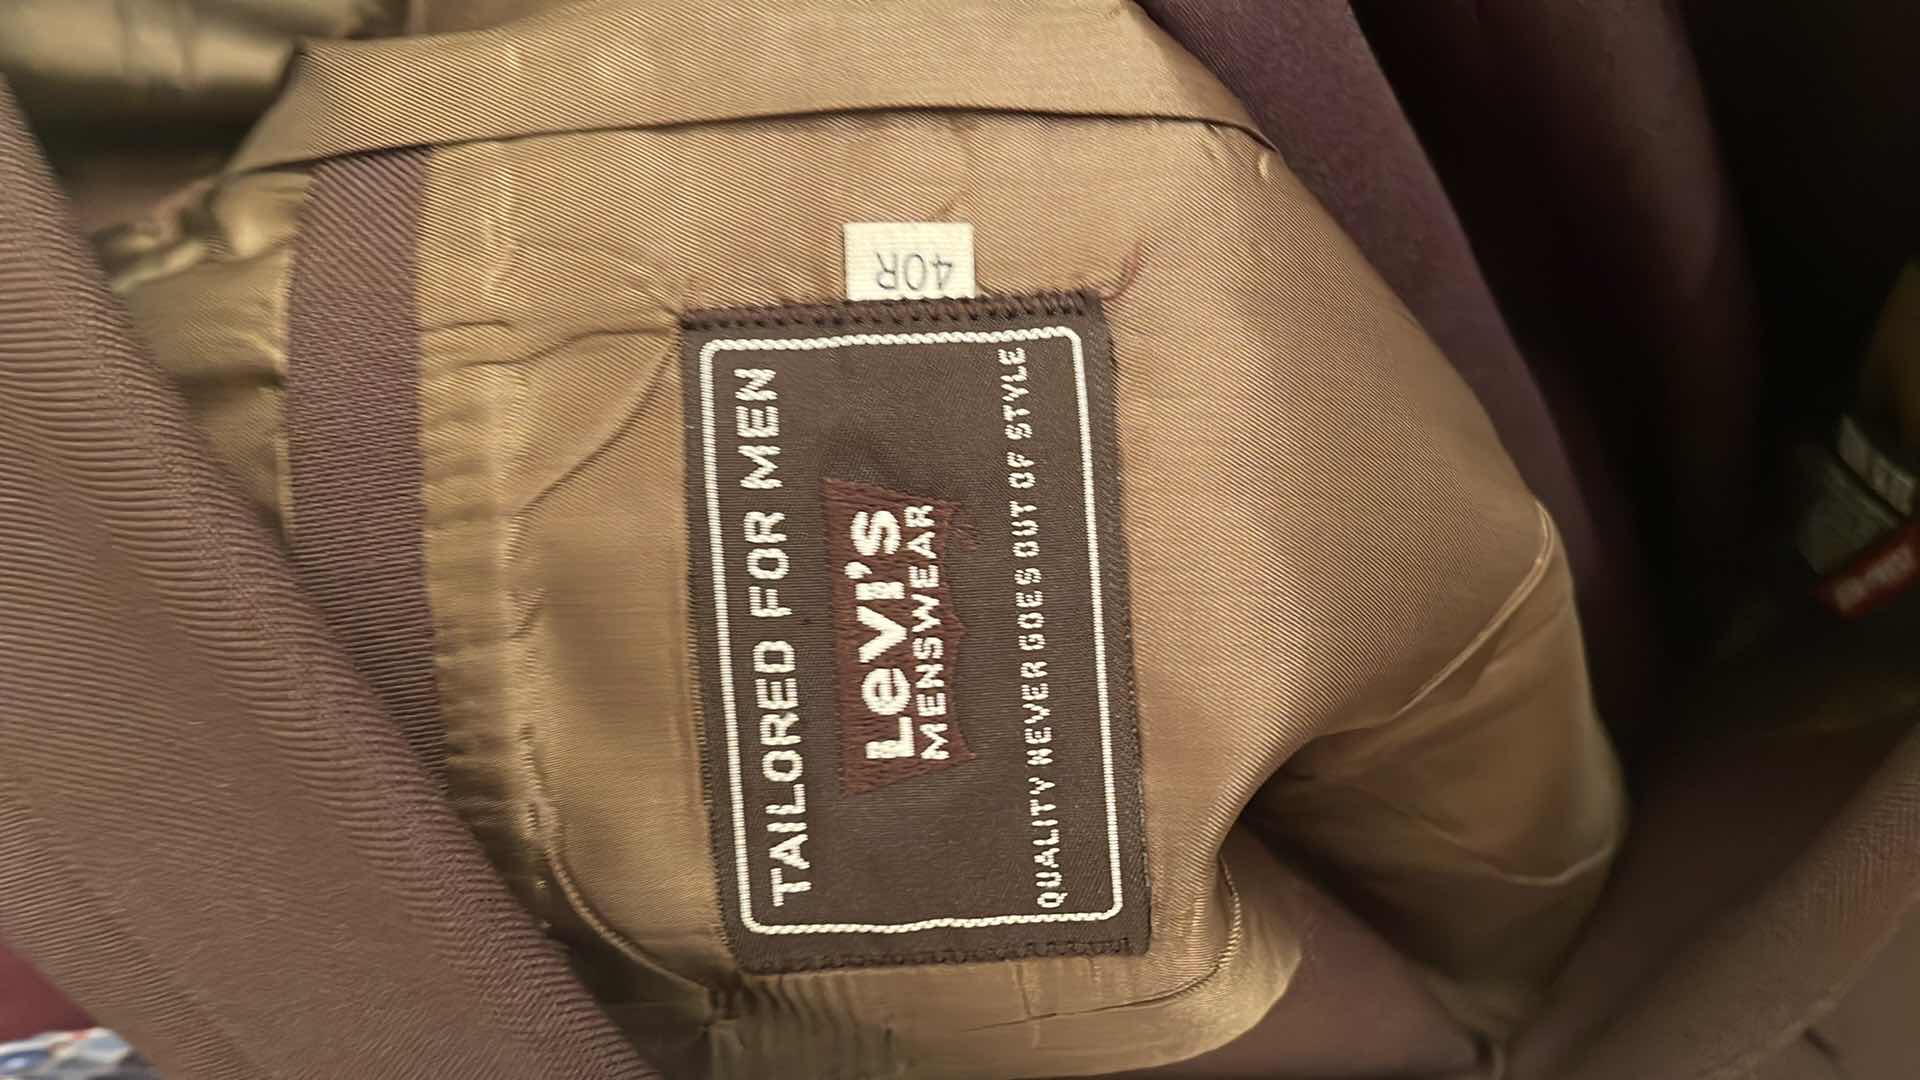 TAILORED FOR MEN
Levi's
MENSWEAR
QUALITY NEVER GOES OUT OF STYLE
40R